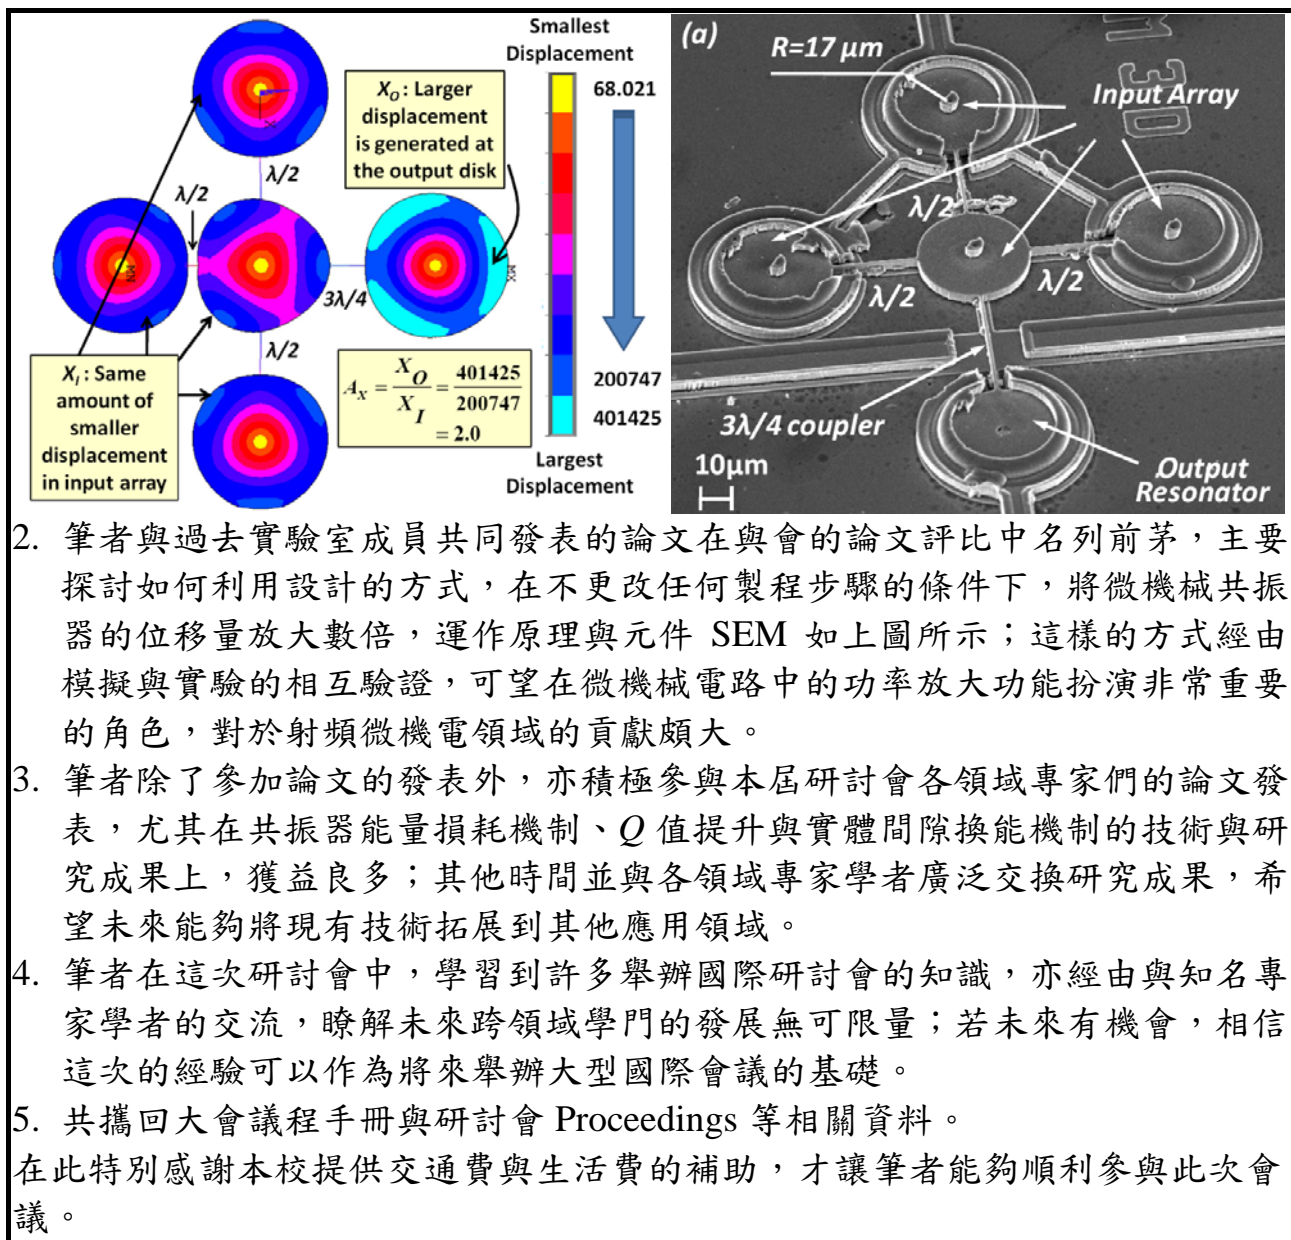 Smallest
Displacement
68.021
200747
401425
Largest
Displacement
X_O : Larger
displacement
is generated at
the output disk
λ/2
λ/2
3λ/4
λ/2
X_I : Same
amount of
smaller
displacement
in input array
A_X = X_O / X_I = 401425 / 200747
= 2.0
MN
MX
X
(a)
R=17 μm
Input Array
λ/2
λ/2
λ/2
3λ/4 coupler
10μm
Output
Resonator
2. 筆者與過去實驗室成員共同發表的論文在與會的論文評比中名列前茅，主要
探討如何利用設計的方式，在不更改任何製程步驟的條件下，將微機械共振
器的位移量放大數倍，運作原理與元件 SEM 如上圖所示；這樣的方式經由
模擬與實驗的相互驗證，可望在微機械電路中的功率放大功能扮演非常重要
的角色，對於射頻微機電領域的貢獻頗大。
3. 筆者除了參加論文的發表外，亦積極參與本屆研討會各領域專家們的論文發
表，尤其在共振器能量損耗機制、Q 值提升與實體間隙換能機制的技術與研
究成果上，獲益良多；其他時間並與各領域專家學者廣泛交換研究成果，希
望未來能夠將現有技術拓展到其他應用領域。
4. 筆者在這次研討會中，學習到許多舉辦國際研討會的知識，亦經由與知名專
家學者的交流，瞭解未來跨領域學門的發展無可限量；若未來有機會，相信
這次的經驗可以作為將來舉辦大型國際會議的基礎。
5. 共攜回大會議程手冊與研討會 Proceedings 等相關資料。
在此特別感謝本校提供交通費與生活費的補助，才讓筆者能夠順利參與此次會
議。